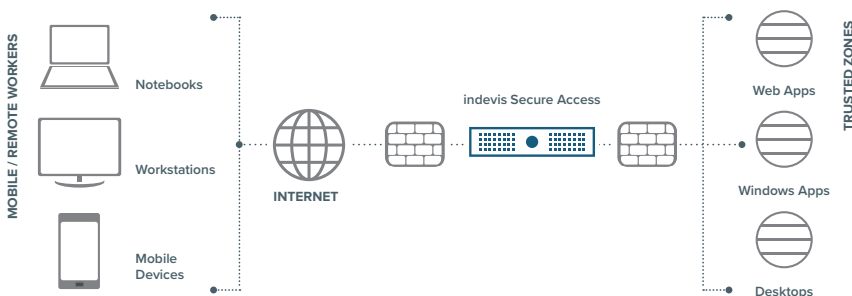 MOBILE / REMOTE WORKERS
Notebooks
Workstations
Mobile
Devices
INTERNET
indevis Secure Access
Web Apps
Windows Apps
Desktops
TRUSTED ZONES